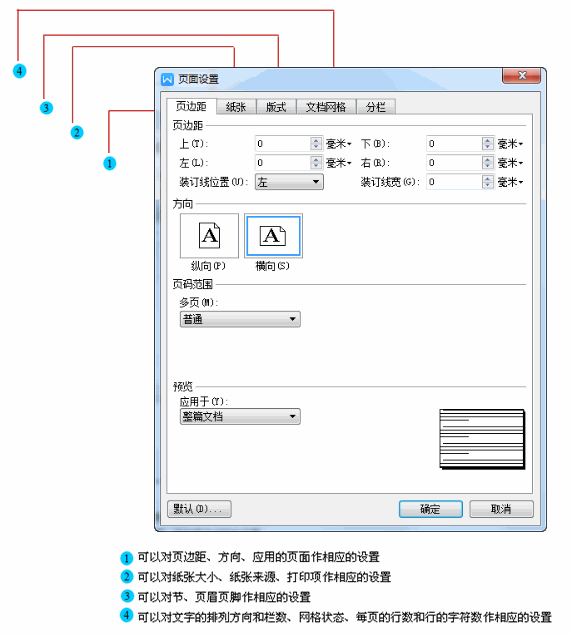 4
3
2
1
页面设置
页边距 纸张 版式 文档网格 分栏
页边距
上(T): 0 毫米 下(B): 0 毫米
左(L): 0 毫米 右(R): 0 毫米
装订线位置(U): 左 装订线宽(G): 0 毫米
方向
A A
纵向(P) 横向(S)
页码范围
多页(M):
普通
预览
应用于(Y):
整篇文档
默认(D)... 确定 取消
1 可以对页边距、方向、应用的页面作相应的设置
2 可以对纸张大小、纸张来源、打印项作相应的设置
3 可以对节、页眉页脚作相应的设置
4 可以对文字的排列方向和栏数、网格状态、每页的行数和行的字符数作相应的设置